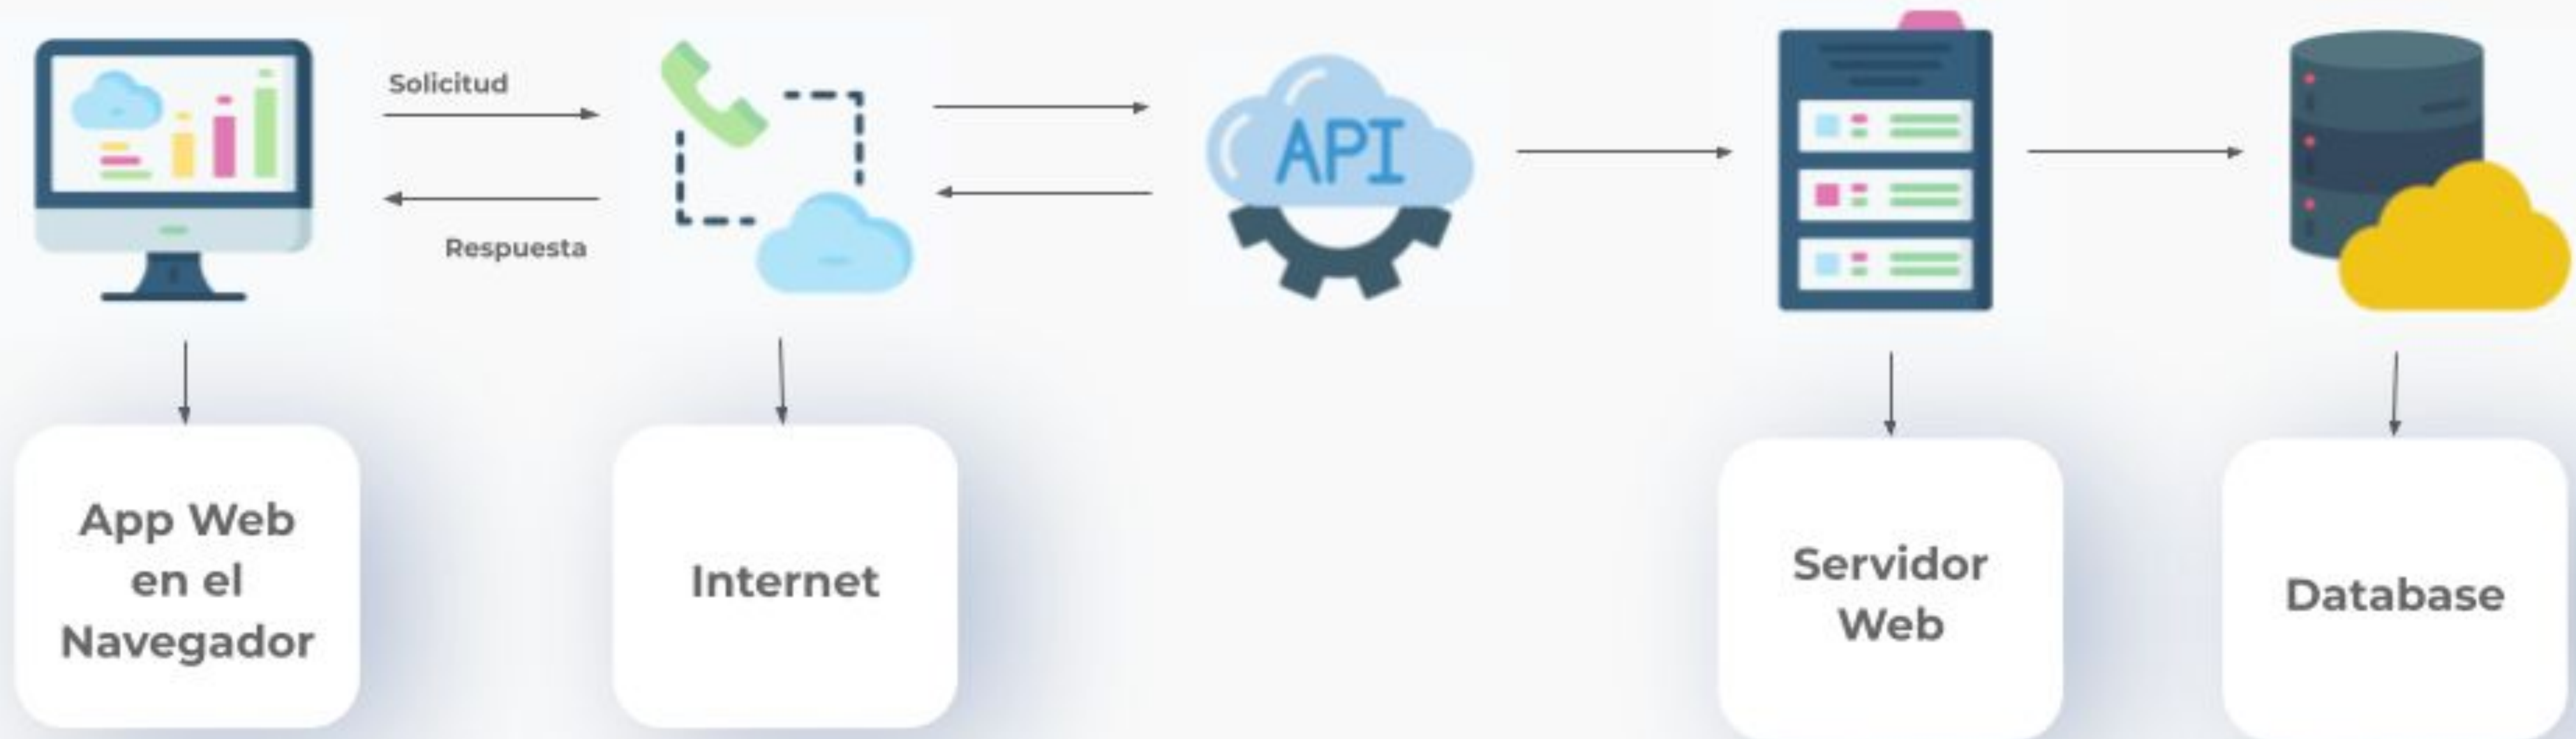 Solicitud
Respuesta
API
App Web
en el
Navegador
Internet
Servidor
Web
Database